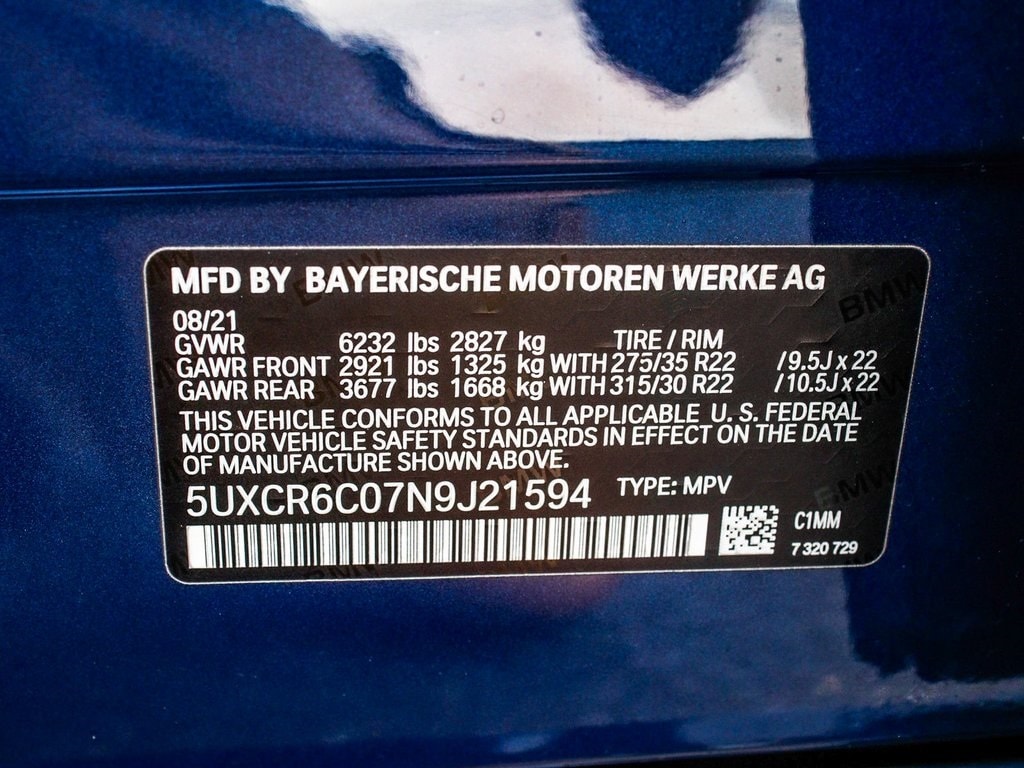 MFD BY BAYERISCHE MOTOREN WERKE AG
08/21
GVWR 6232 lbs 2827 kg TIRE / RIM
GAWR FRONT 2921 lbs 1325 kg WITH 275/35 R22 / 9.5J x 22
GAWR REAR 3677 lbs 1668 kg WITH 315/30 R22 / 10.5J x 22
THIS VEHICLE CONFORMS TO ALL APPLICABLE U. S. FEDERAL
MOTOR VEHICLE SAFETY STANDARDS IN EFFECT ON THE DATE
OF MANUFACTURE SHOWN ABOVE.
5UXCR6C07N9J21594 TYPE: MPV
C1MM
7 320 729
BMW
BMW
BMW